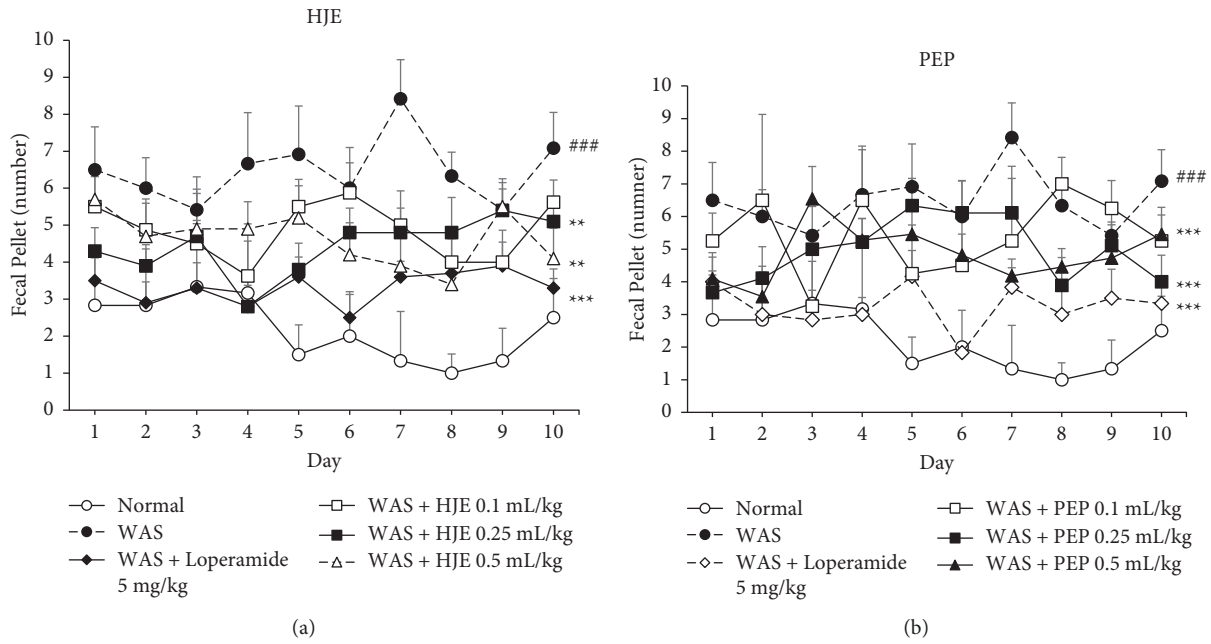 HJE
Fecal Pellet (number)
10
9
8
7
6
5
4
3
2
1
0
###
**
**
***
1 2 3 4 5 6 7 8 9 10
Day
Normal
WAS
WAS + Loperamide
5 mg/kg
WAS + HJE 0.1 mL/kg
WAS + HJE 0.25 mL/kg
WAS + HJE 0.5 mL/kg
(a)
PEP
Fecal Pellet (numner)
10
9
8
7
6
5
4
3
2
1
0
###
***
***
***
1 2 3 4 5 6 7 8 9 10
Day
Normal
WAS
WAS + Loperamide
5 mg/kg
WAS + PEP 0.1 mL/kg
WAS + PEP 0.25 mL/kg
WAS + PEP 0.5 mL/kg
(b)